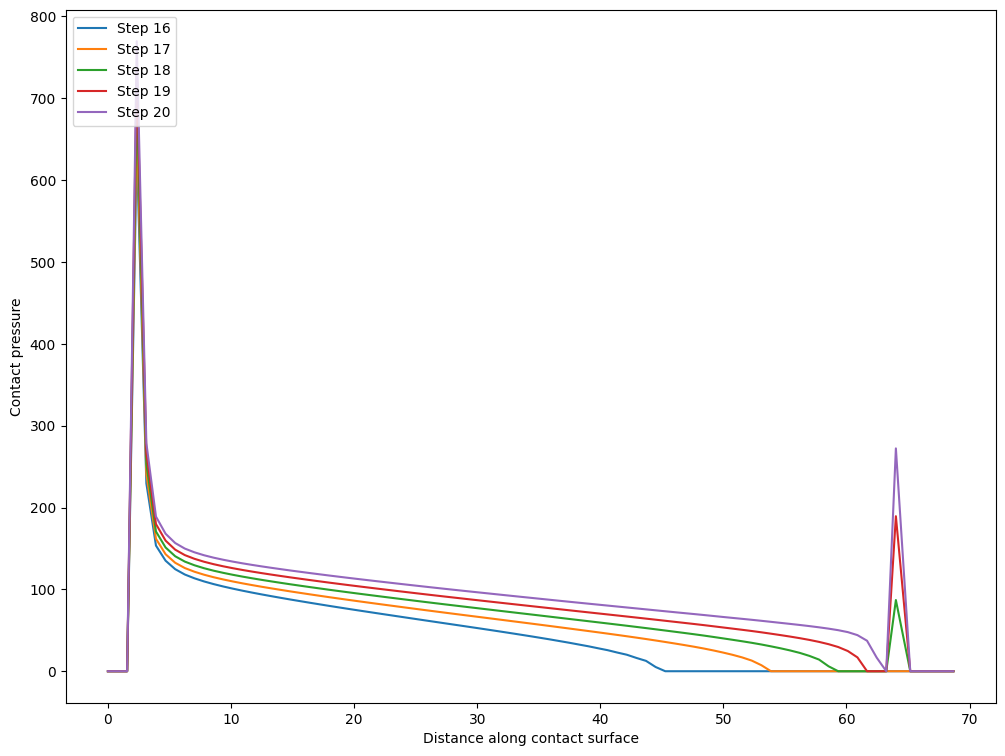 800
700
600
500
400
300
200
100
0
Contact pressure
Step 16
Step 17
Step 18
Step 19
Step 20
0 10 20 30 40 50 60 70
Distance along contact surface